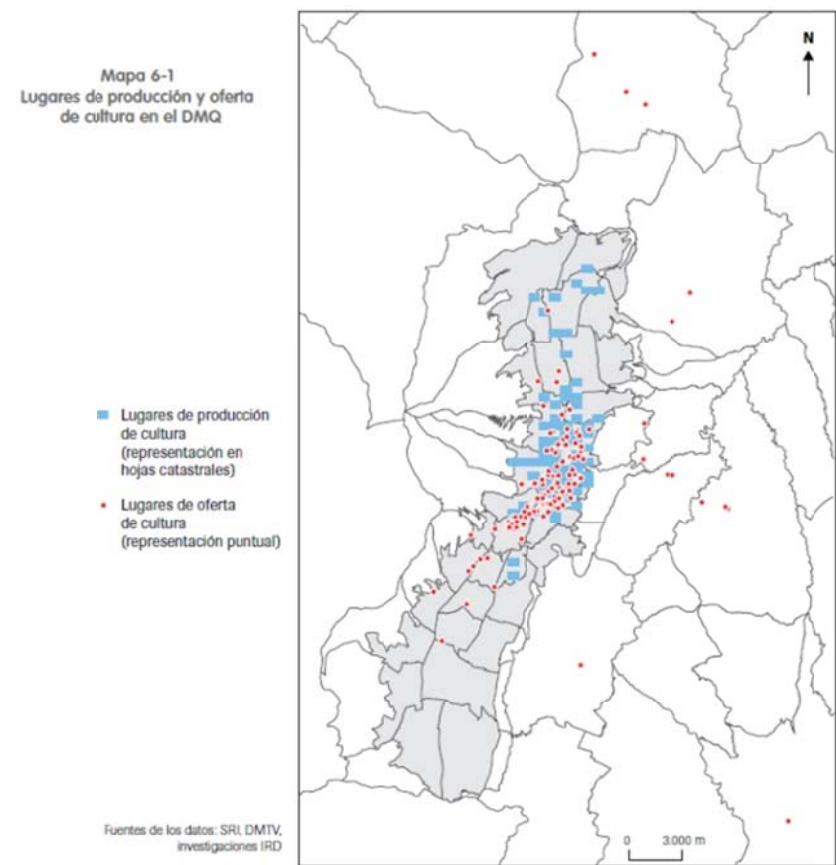 Mapa 6-1
Lugares de producción y oferta
de cultura en el DMQ
N
Lugares de producción
de cultura
(representación en
hojas catastrales)
Lugares de oferta
de cultura
(representación puntual)
Fuentes de los datos: SRI, DMTV,
investigaciones IRD
0 3.000 m